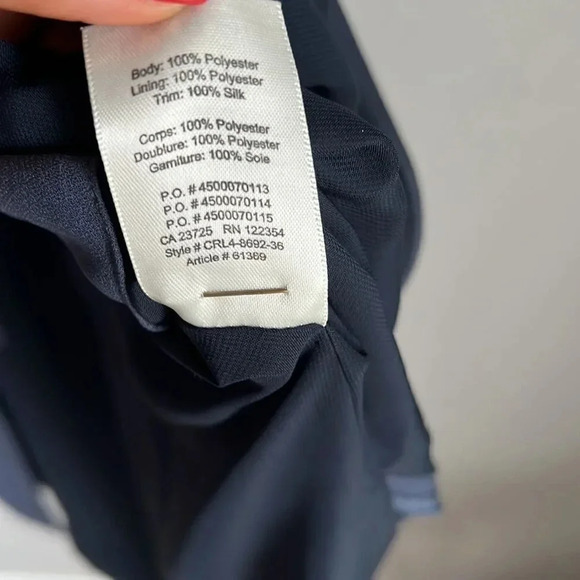 Body: 100% Polyester
Lining: 100% Polyester
Trim: 100% Silk
Corps: 100% Polyester
Doublure: 100% Polyester
Garniture: 100% Soie
P.O. # 4500070113
P.O. # 4500070114
P.O. # 4500070115
CA 23725 RN 122354
Style # CRL4-8692-36
Article # 61389